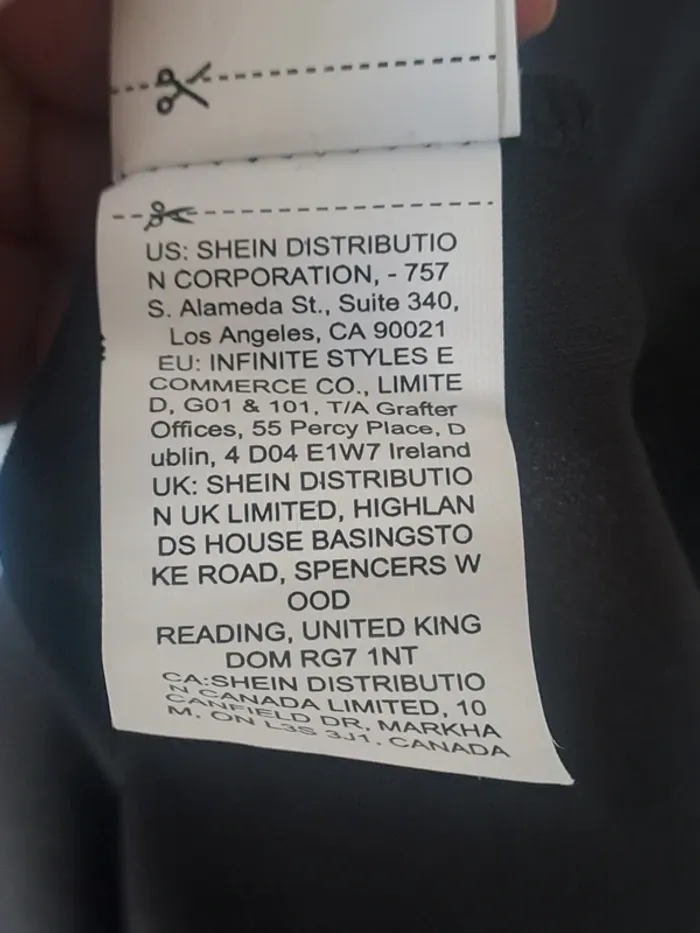 US: SHEIN DISTRIBUTIO
N CORPORATION, - 757
S. Alameda St., Suite 340,
Los Angeles, CA 90021
EU: INFINITE STYLES E
COMMERCE CO., LIMITE
D, G01 & 101, T/A Grafter
Offices, 55 Percy Place, D
ublin, 4 D04 E1W7 Ireland
UK: SHEIN DISTRIBUTIO
N UK LIMITED, HIGHLAN
DS HOUSE BASINGSTO
KE ROAD, SPENCERS W
OOD
READING, UNITED KING
DOM RG7 1NT
CA:SHEIN DISTRIBUTIO
N CANADA LIMITED, 10
CANFIELD DR, MARKHA
M, ON L3S 3J1, CANADA